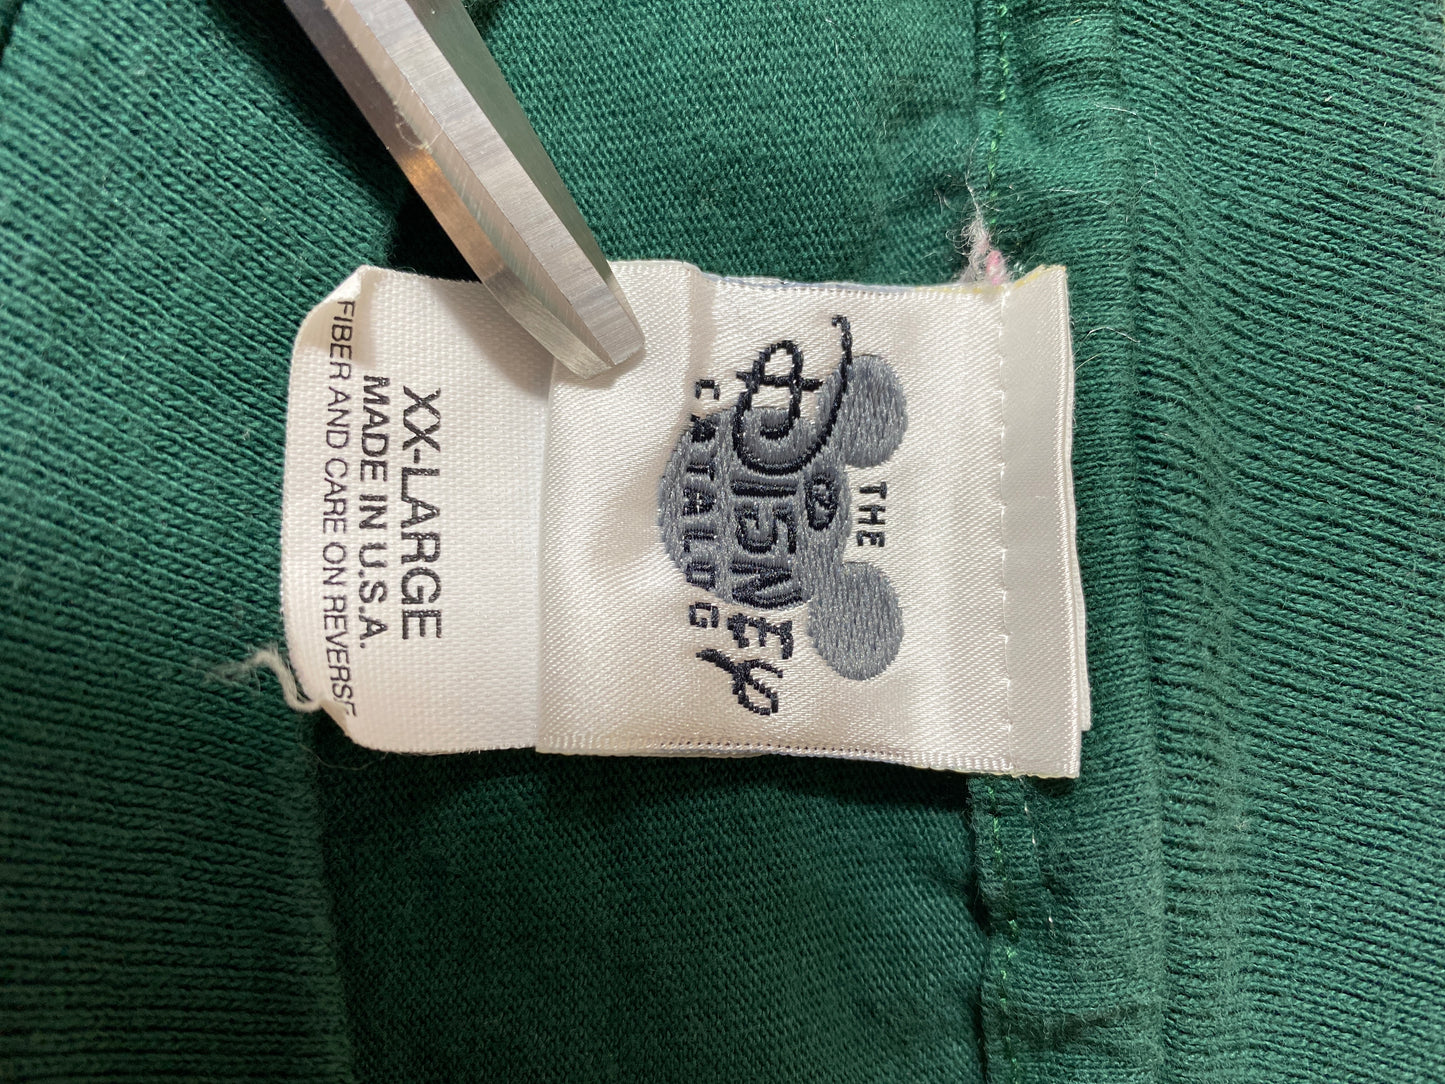 THE
DISNEY
CATALOG
XX-LARGE
MADE IN U.S.A.
FIBER AND CARE ON REVERSE